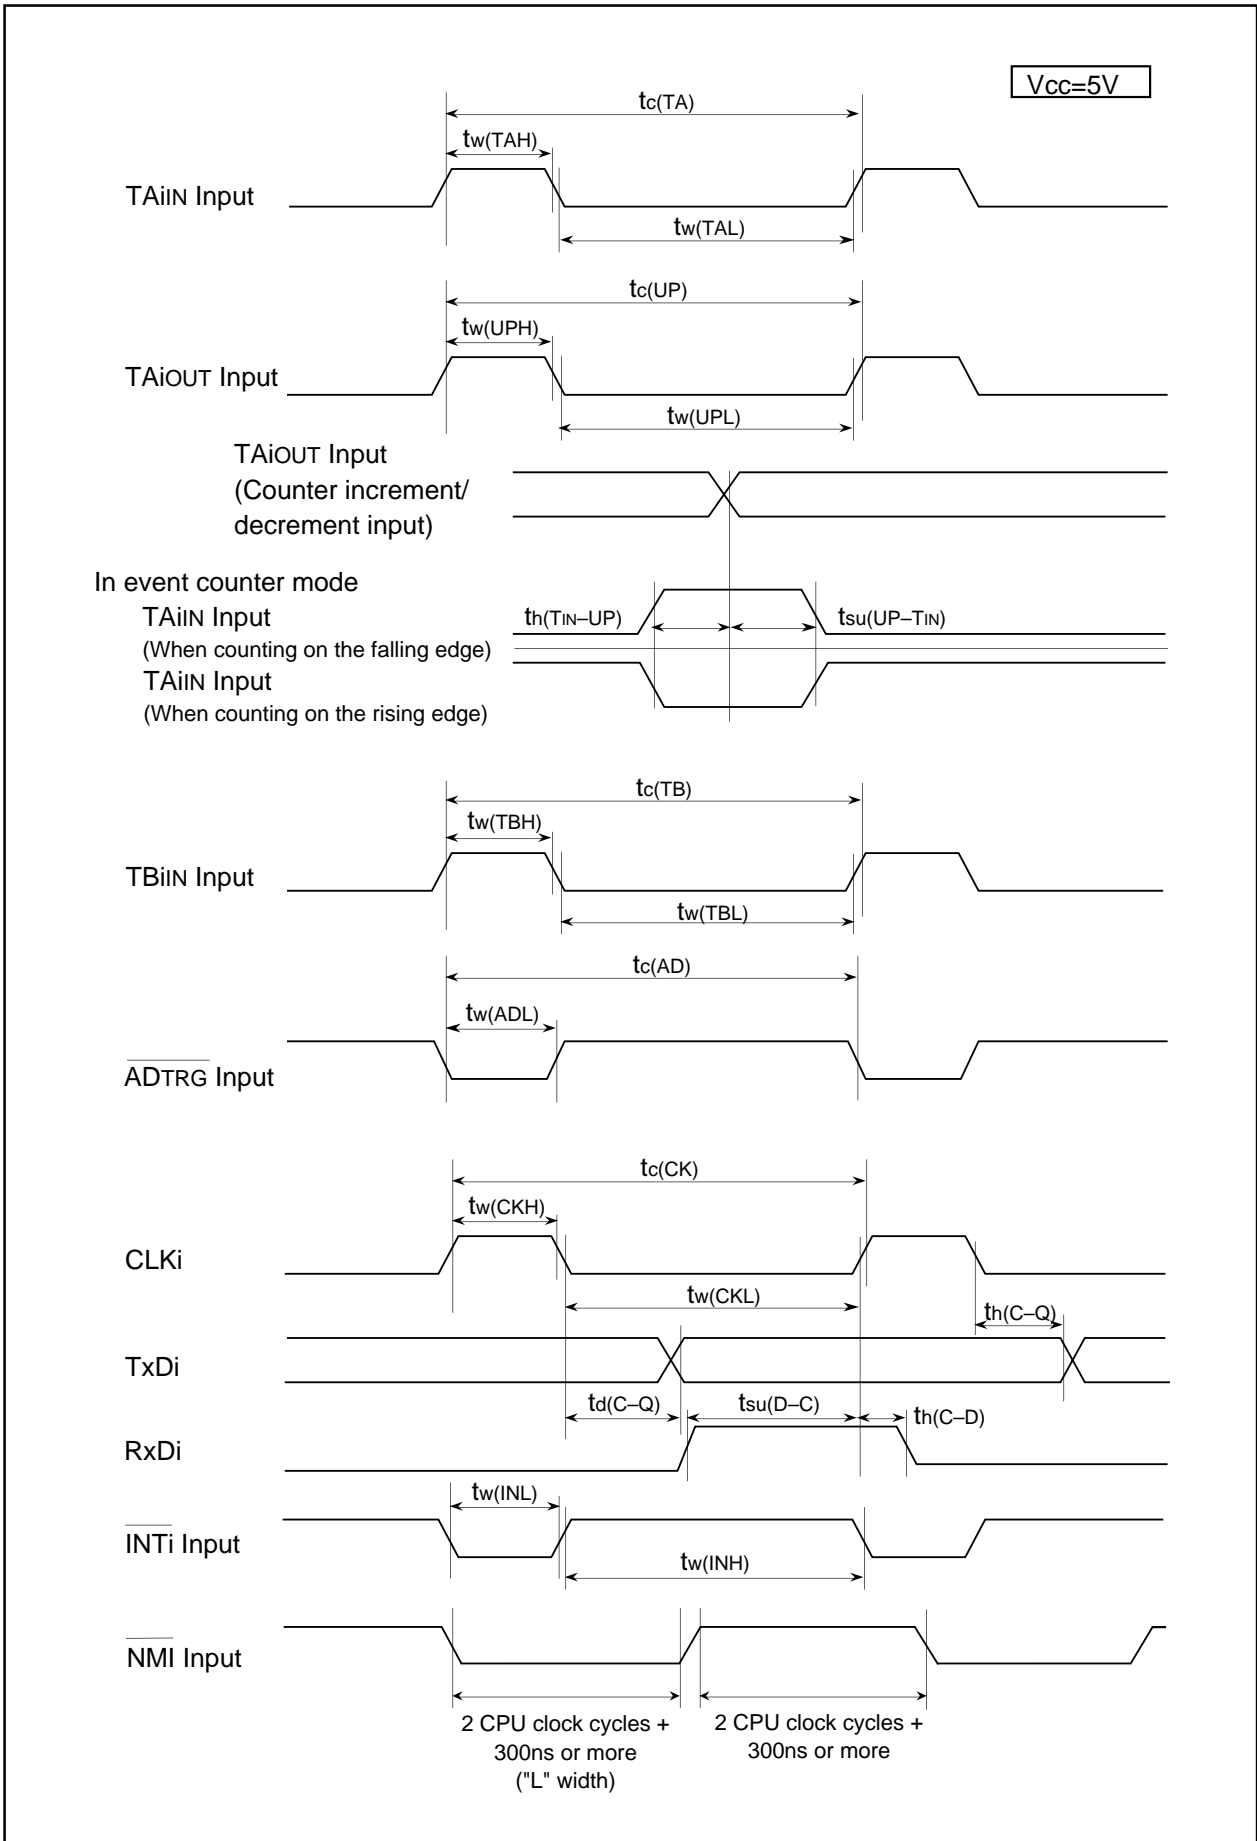 Vcc=5V
tc(TA)
tw(TAH)
TAiIN Input
tw(TAL)
tc(UP)
tw(UPH)
TAiOUT Input
tw(UPL)
TAiOUT Input
(Counter increment/
decrement input)
In event counter mode
TAiIN Input
th(TIN–UP)
tsu(UP–TIN)
(When counting on the falling edge)
TAiIN Input
(When counting on the rising edge)
tc(TB)
tw(TBH)
TBiIN Input
tw(TBL)
tc(AD)
tw(ADL)
ADTRG Input
tc(CK)
tw(CKH)
CLKi
tw(CKL)
th(C–Q)
TxDi
td(C–Q)
tsu(D–C)
th(C–D)
RxDi
tw(INL)
INTi Input
tw(INH)
NMI Input
2 CPU clock cycles +
300ns or more
("L" width)
2 CPU clock cycles +
300ns or more